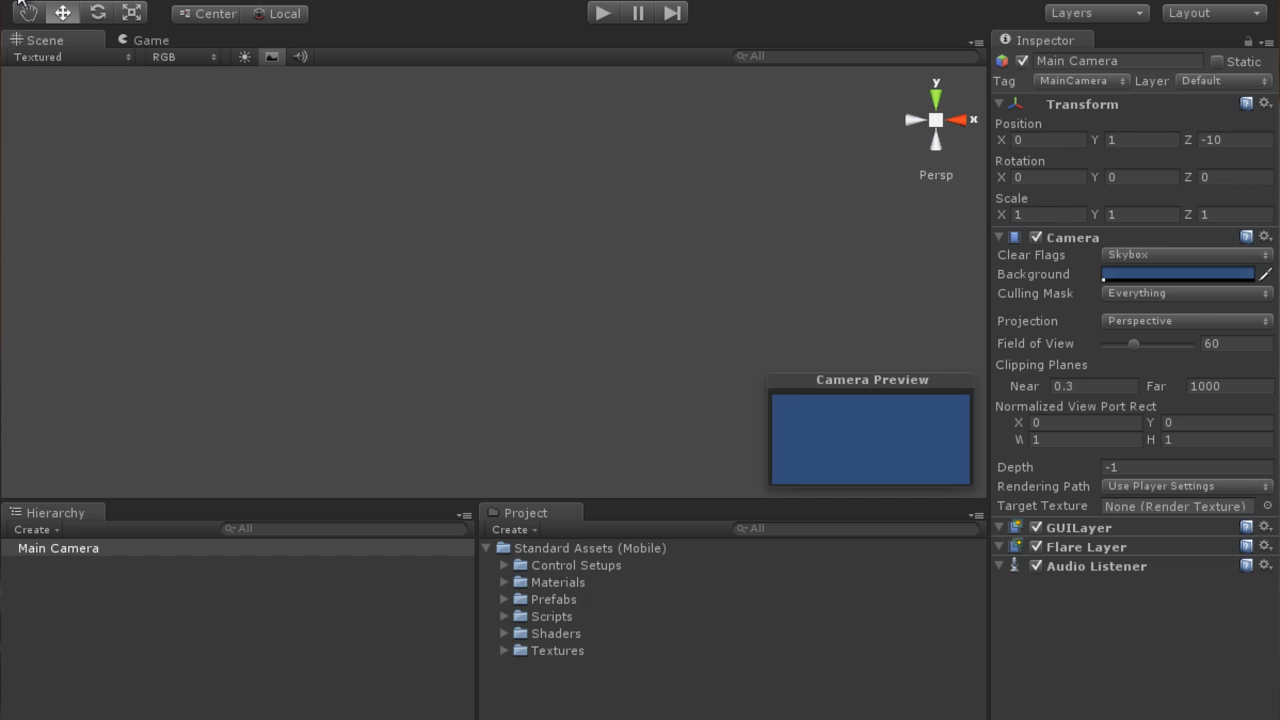 Center Local Layers Layout
Scene Game
Textured RGB All
y
x
Persp
Camera Preview
Hierarchy
Create All
Main Camera
Project
Create All
Standard Assets (Mobile)
Control Setups
Materials
Prefabs
Scripts
Shaders
Textures
Inspector
Main Camera Static
Tag MainCamera Layer Default
Transform
Position
X 0 Y 1 Z -10
Rotation
X 0 Y 0 Z 0
Scale
X 1 Y 1 Z 1
Camera
Clear Flags Skybox
Background
Culling Mask Everything
Projection Perspective
Field of View 60
Clipping Planes
Near 0.3 Far 1000
Normalized View Port Rect
X 0 Y 0
W 1 H 1
Depth -1
Rendering Path Use Player Settings
Target Texture None (Render Texture)
GUILayer
Flare Layer
Audio Listener